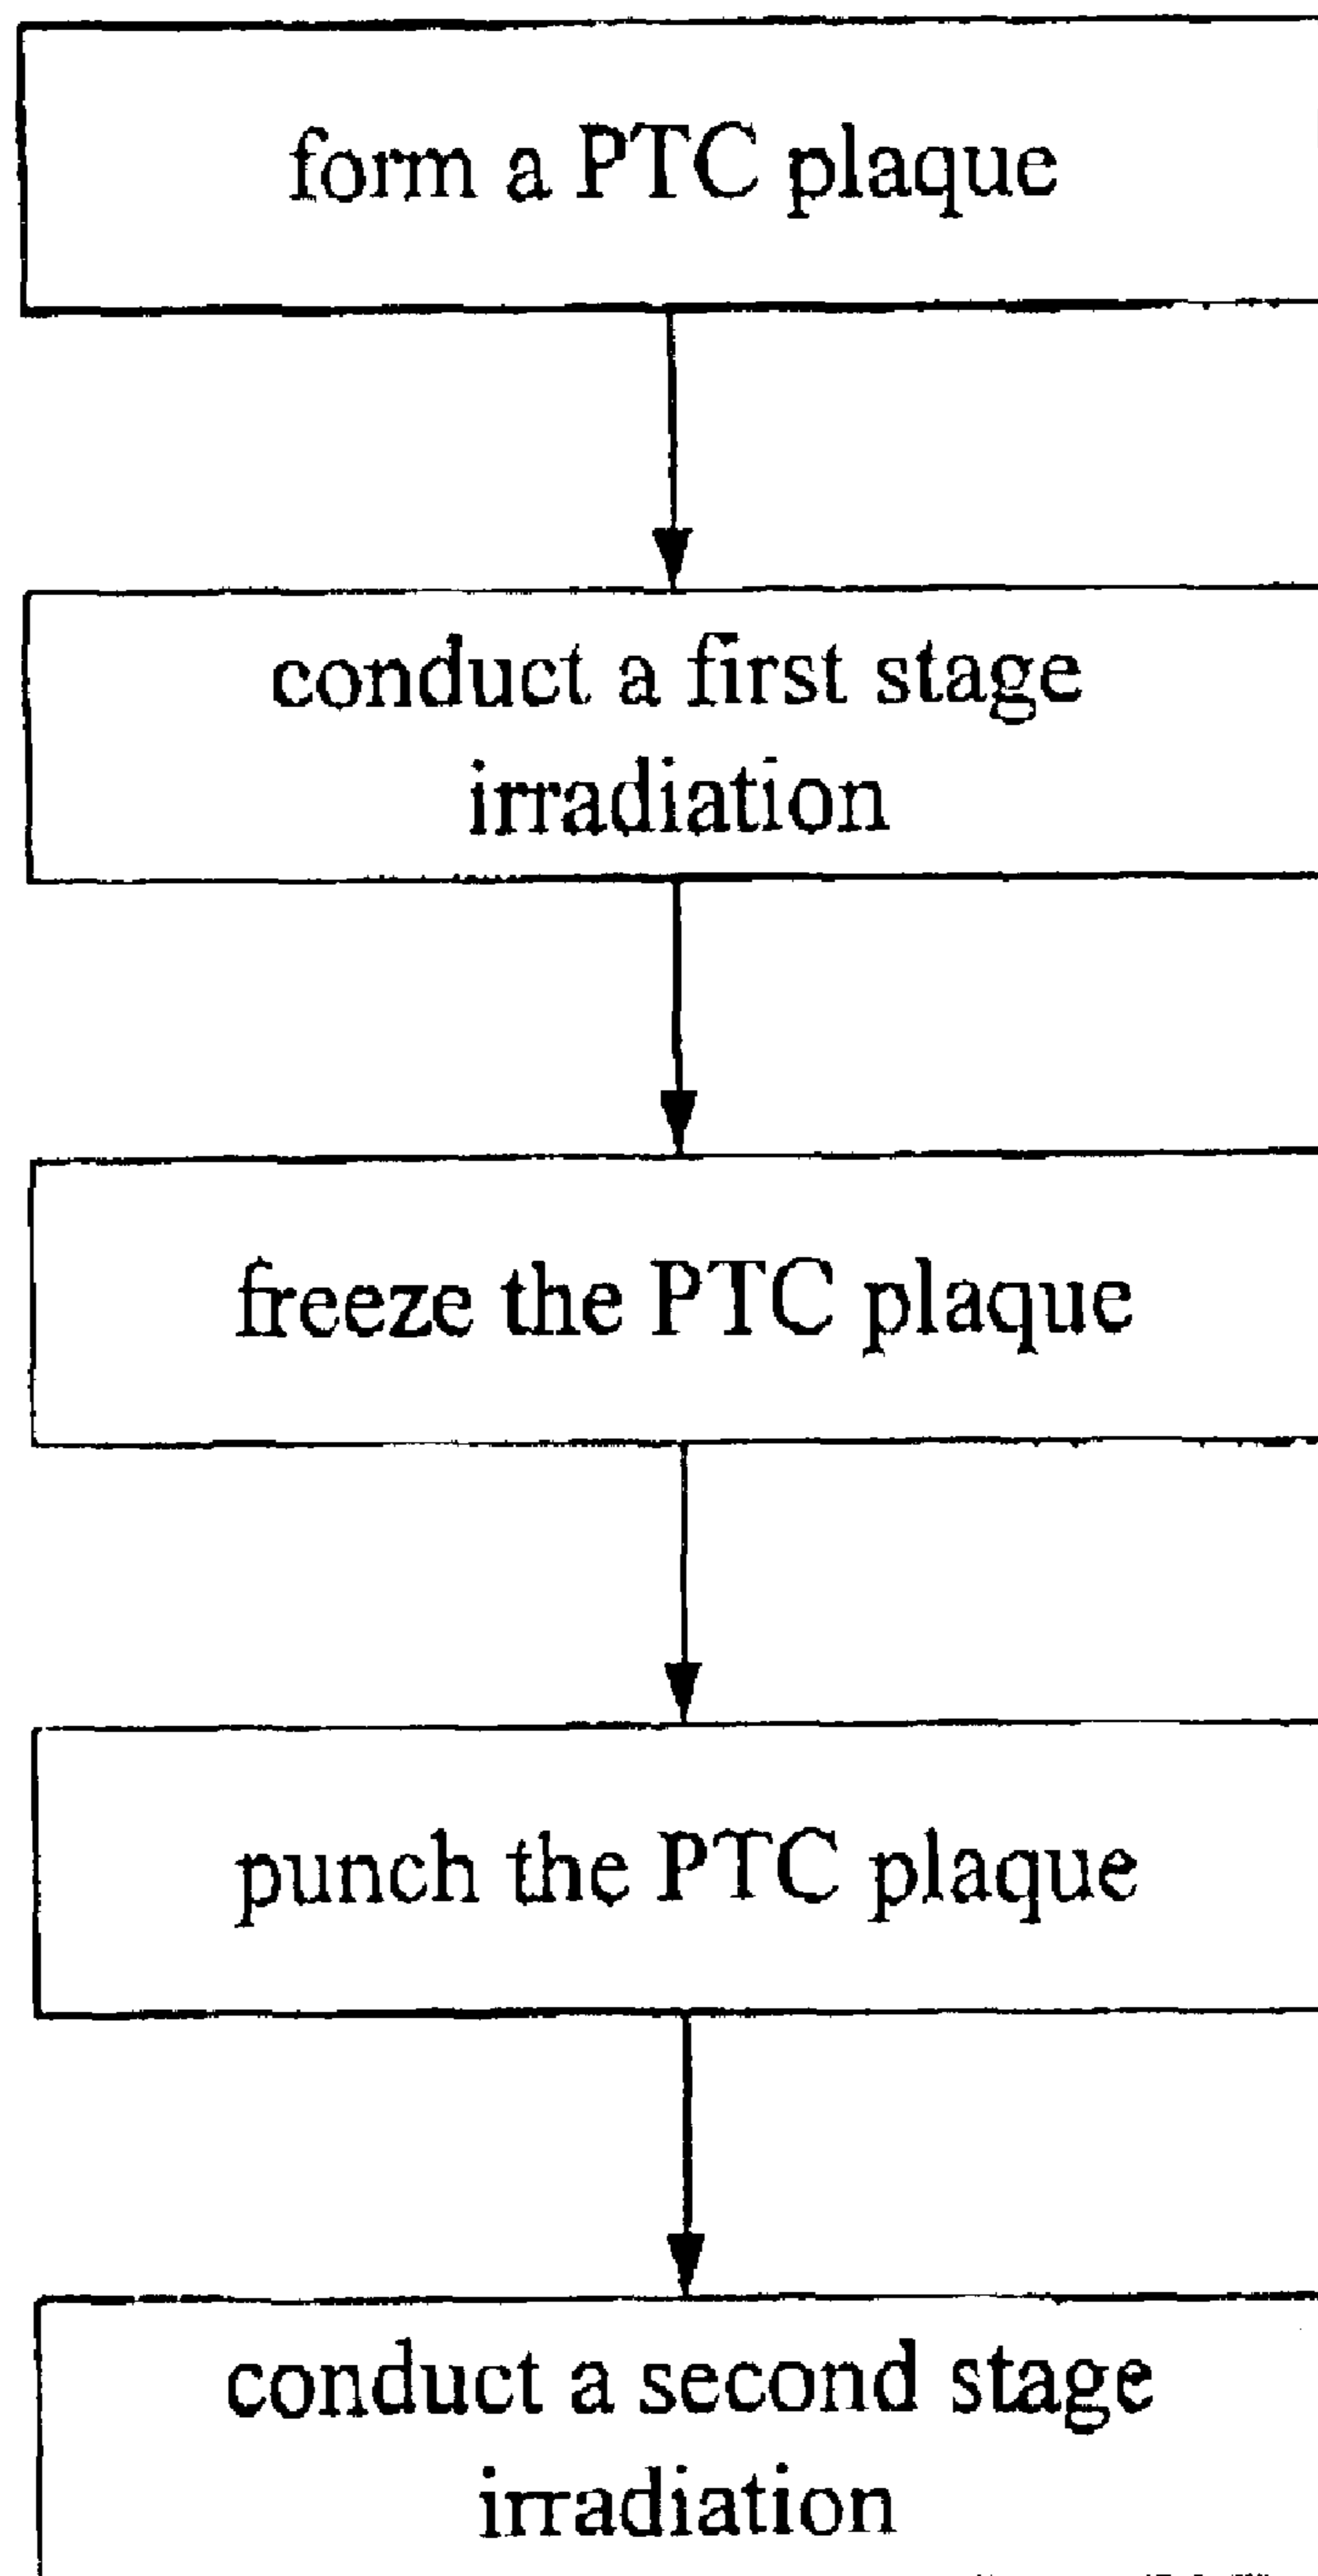 form a PTC plaque
conduct a first stage
irradiation
freeze the PTC plaque
punch the PTC plaque
conduct a second stage
irradiation